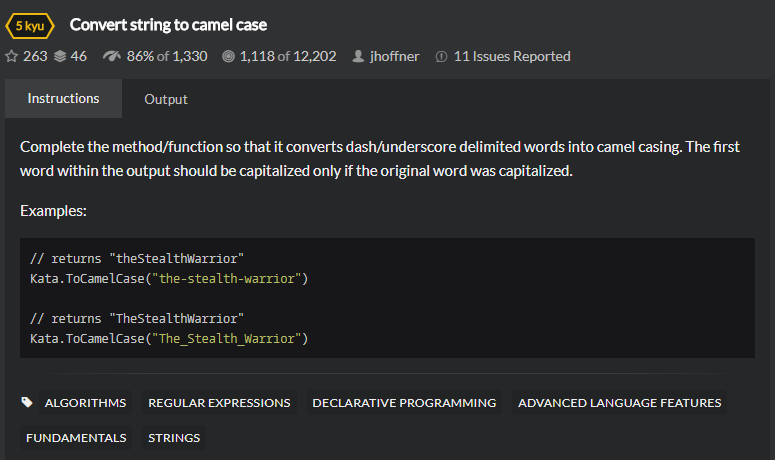 5 kyu Convert string to camel case
263 46 86% of 1,330 1,118 of 12,202 jhoffner 11 Issues Reported
Instructions Output
Complete the method/function so that it converts dash/underscore delimited words into camel casing. The first
word within the output should be capitalized only if the original word was capitalized.
Examples:
// returns "theStealthWarrior"
Kata.ToCamelCase("the-stealth-warrior")
// returns "TheStealthWarrior"
Kata.ToCamelCase("The_Stealth_Warrior")
ALGORITHMS REGULAR EXPRESSIONS DECLARATIVE PROGRAMMING ADVANCED LANGUAGE FEATURES
FUNDAMENTALS STRINGS